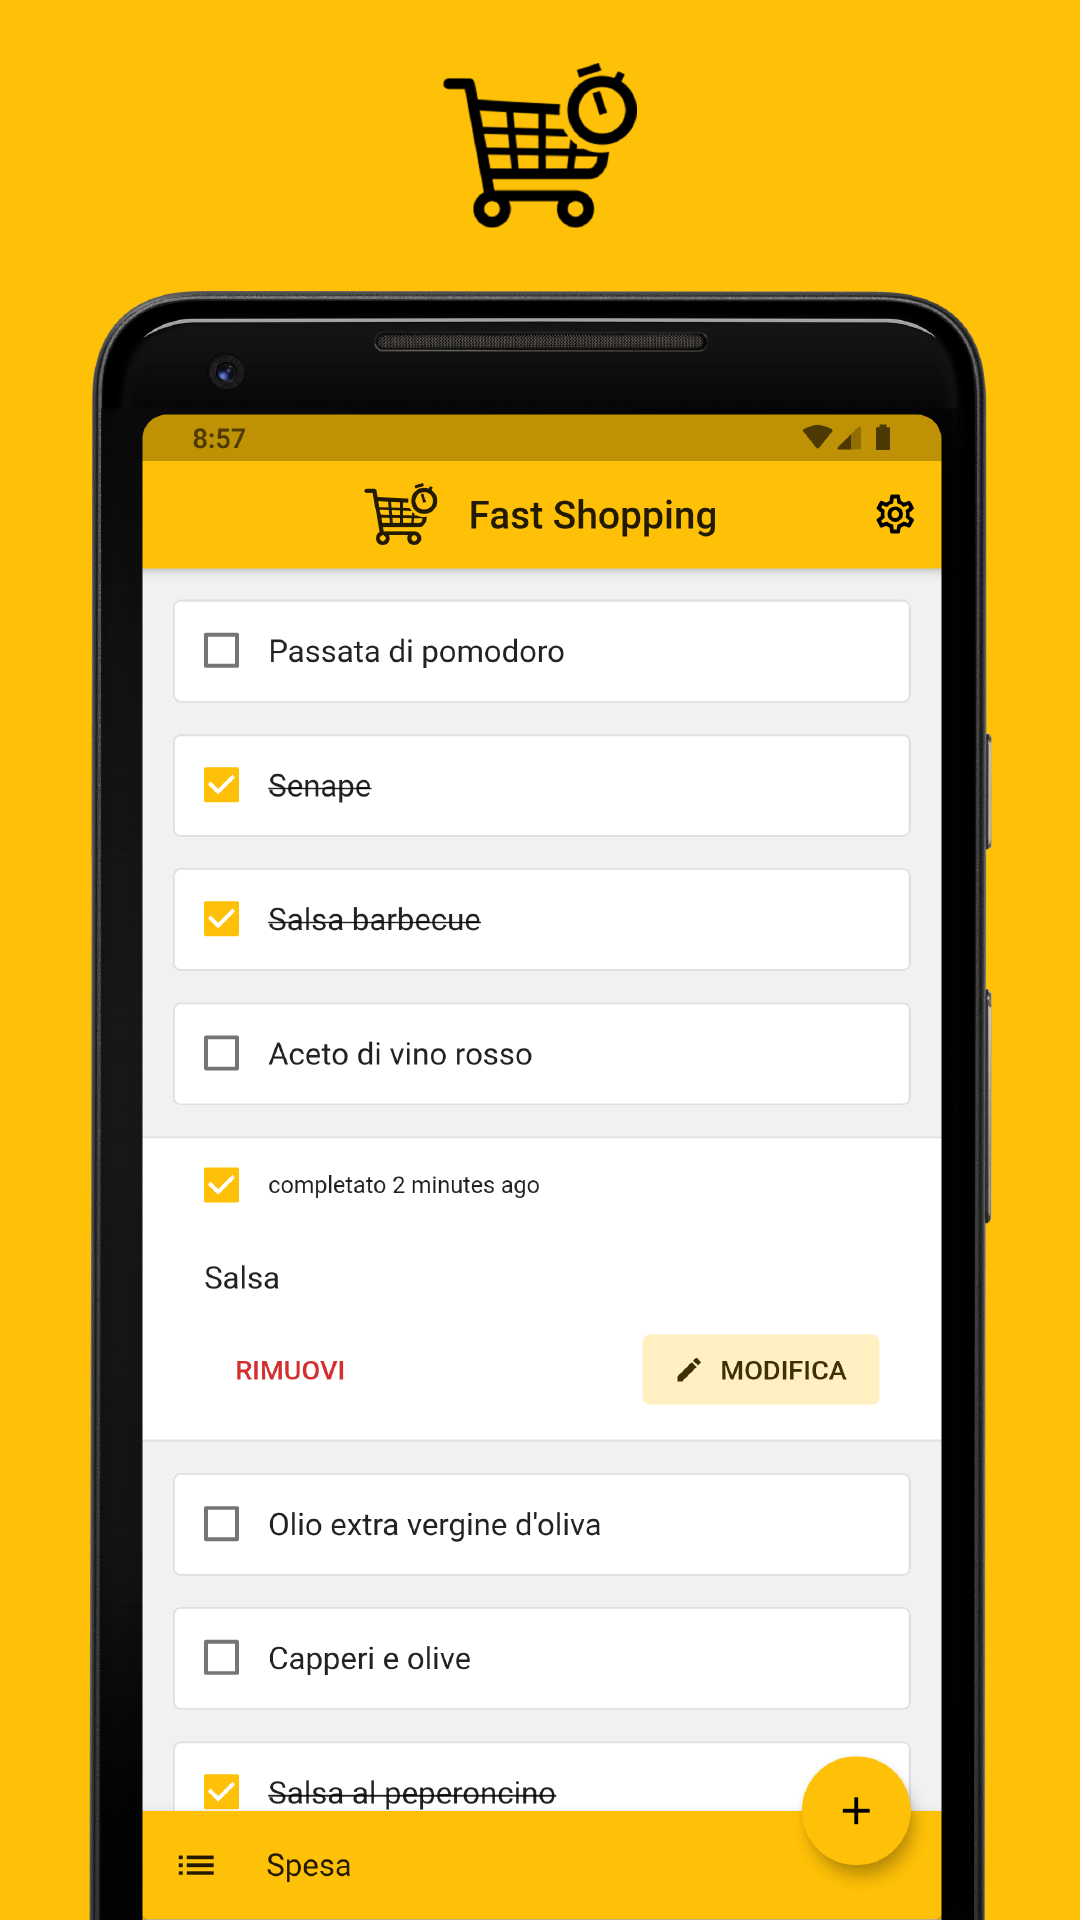 8:57
Fast Shopping
Passata di pomodoro
Senape
Salsa barbecue
Aceto di vino rosso
completato 2 minutes ago
Salsa
RIMUOVI
MODIFICA
Olio extra vergine d'oliva
Capperi e olive
Salsa al peperoncino
Spesa